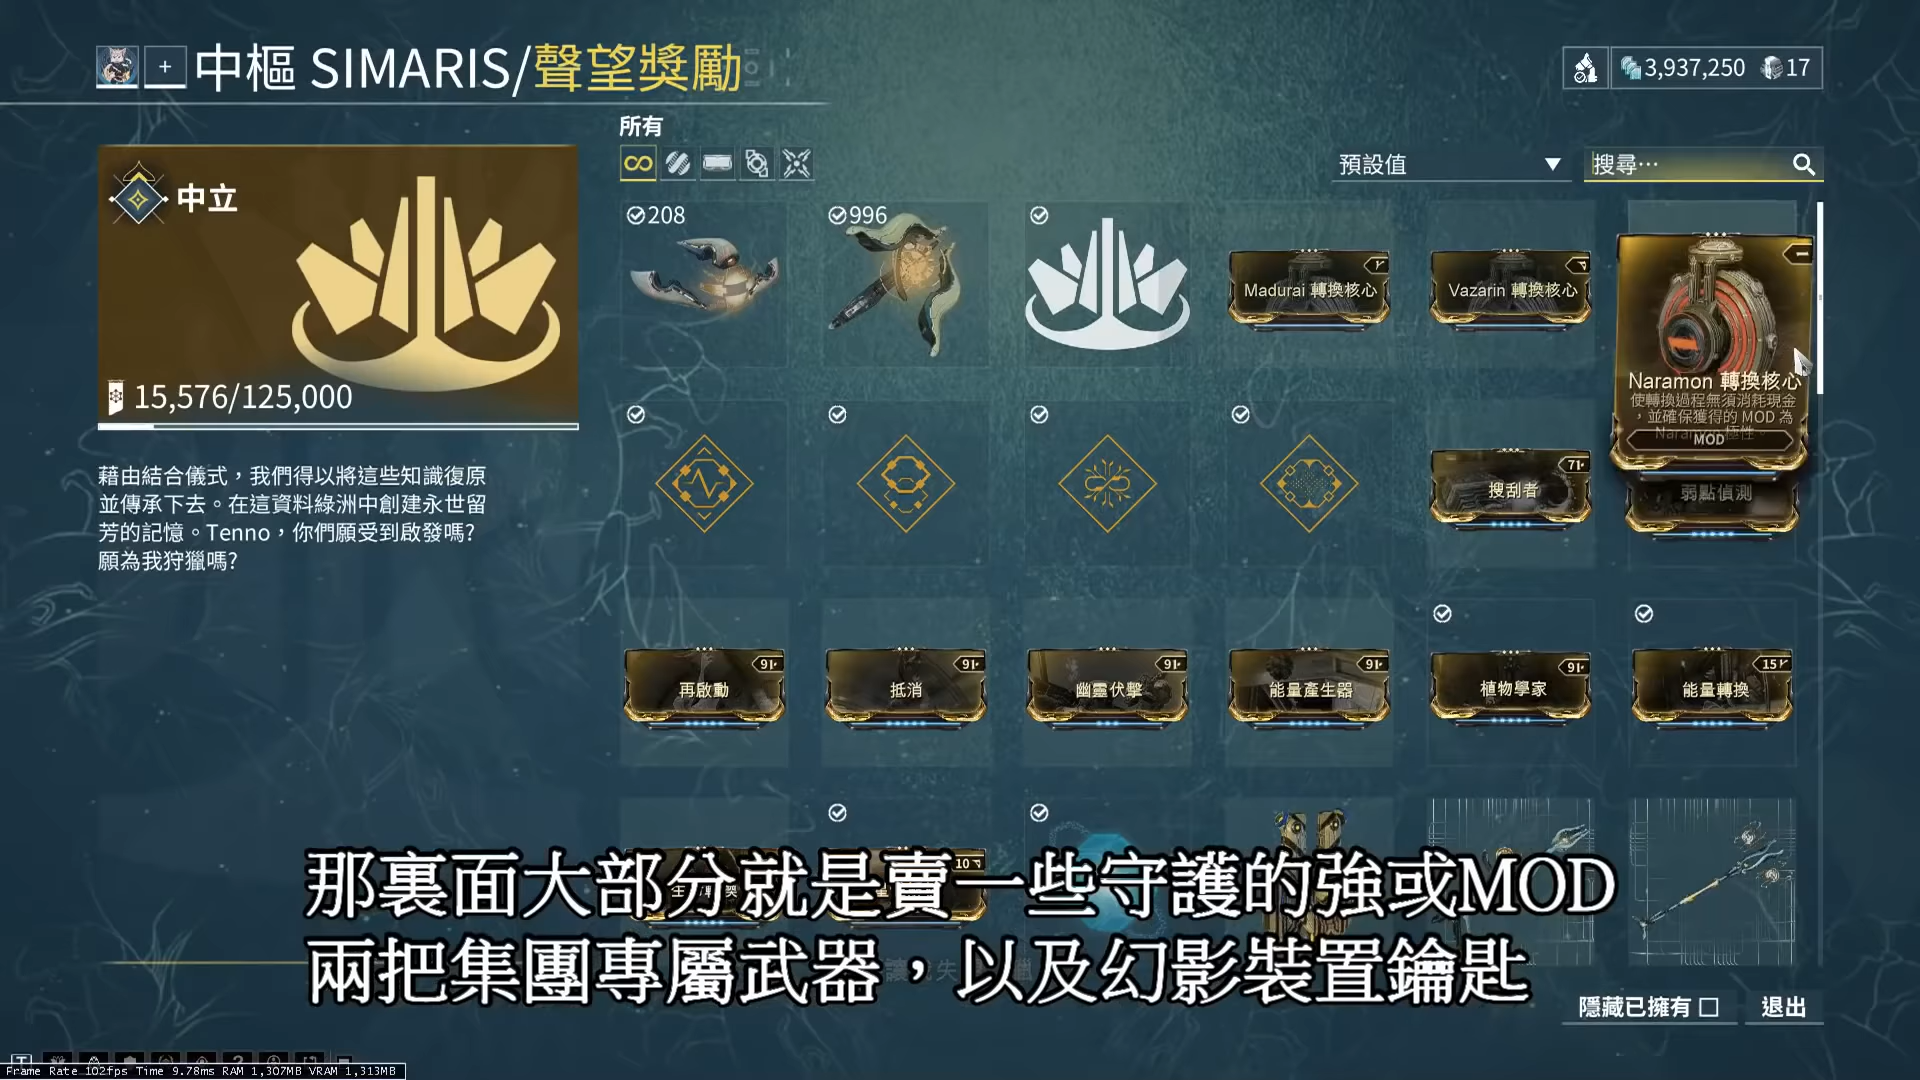 中樞 SIMARIS/聲望獎勵
3,937,250
17
所有
預設值
搜尋…
中立
15,576/125,000
藉由結合儀式，我們得以將這些知識復原
並傳承下去。在這資料綠洲中創建永世留
芳的記憶。Tenno，你們願受到啟發嗎?
願為我狩獵嗎?
208
996
Madurai 轉換核心
Vazarin 轉換核心
Naramon 轉換核心
使轉換過程無須消耗現金
，並確保獲得的 MOD 為
MOD
7
搜刮者
弱點偵測
9
再啟動
9
抵消
9
幽靈伏擊
9
能量產生器
9
植物學家
15
能量轉換
10
那裏面大部分就是賣一些守護的強或MOD
兩把集團專屬武器，以及幻影裝置鑰匙
隱藏已擁有
退出
Frame Rate 102fps Time 9.78ms RAM 1,307MB VRAM 1,313MB